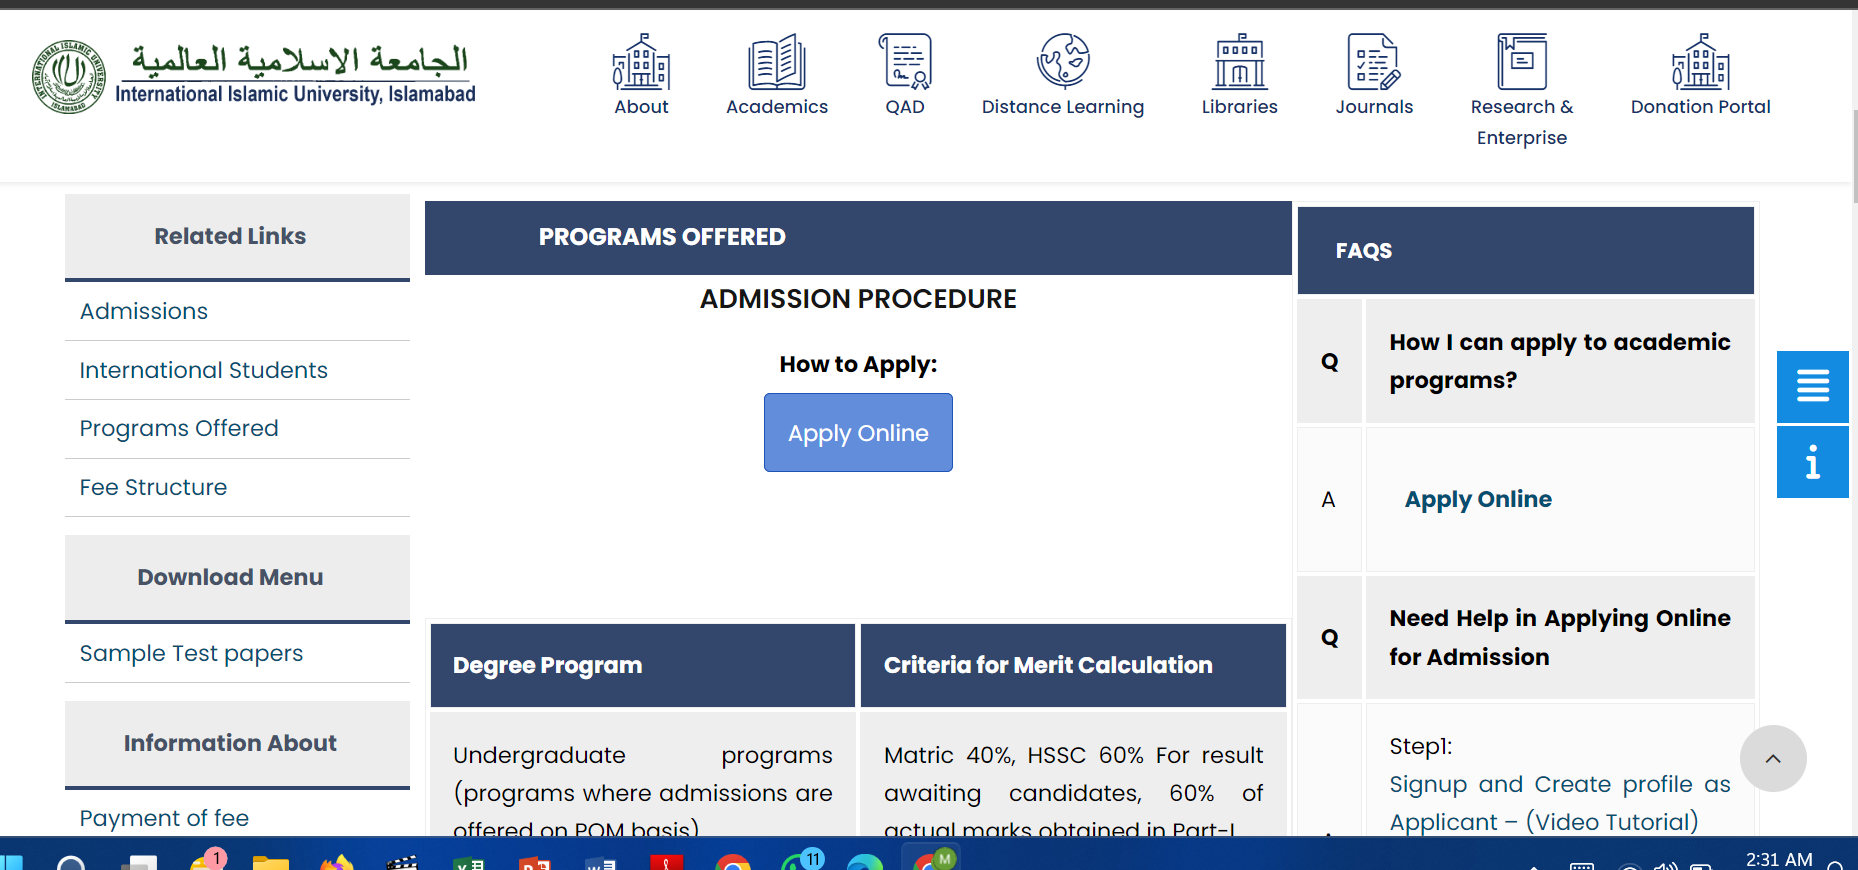 الجامعة الإسلامية العالمية
International Islamic University, Islamabad
About
Academics
QAD
Distance Learning
Libraries
Journals
Research &
Enterprise
Donation Portal
Related Links
Admissions
International Students
Programs Offered
Fee Structure
Download Menu
Sample Test papers
Information About
Payment of fee
PROGRAMS OFFERED
ADMISSION PROCEDURE
How to Apply:
Apply Online
Degree Program
Criteria for Merit Calculation
Undergraduate programs
(programs where admissions are
offered on POM basis)
Matric 40%, HSSC 60% For result
awaiting candidates, 60% of
actual marks obtained in Part-I
FAQS
Q
How I can apply to academic
programs?
A
Apply Online
Q
Need Help in Applying Online
for Admission
Step1:
Signup and Create profile as
Applicant – (Video Tutorial)
1
11
M
2:31 AM